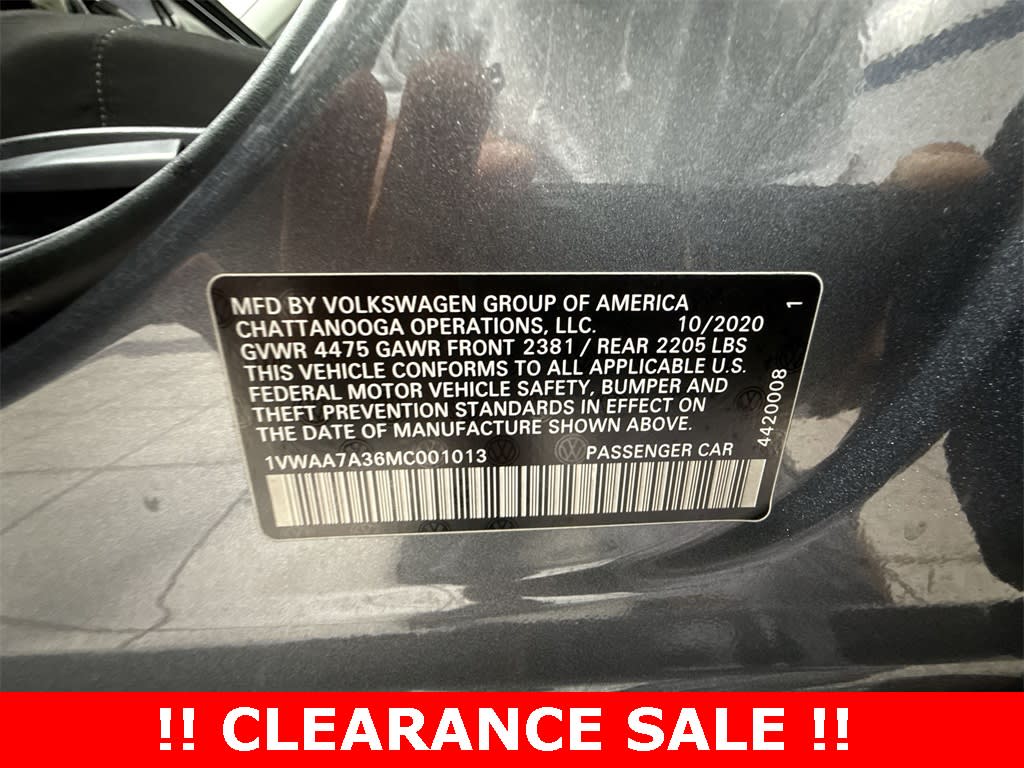 MFD BY VOLKSWAGEN GROUP OF AMERICA
CHATTANOOGA OPERATIONS, LLC. 10/2020
GVWR 4475 GAWR FRONT 2381 / REAR 2205 LBS
THIS VEHICLE CONFORMS TO ALL APPLICABLE U.S.
FEDERAL MOTOR VEHICLE SAFETY, BUMPER AND
THEFT PREVENTION STANDARDS IN EFFECT ON
THE DATE OF MANUFACTURE SHOWN ABOVE.
1VWAA7A36MC001013 PASSENGER CAR
4420008 1
!! CLEARANCE SALE !!